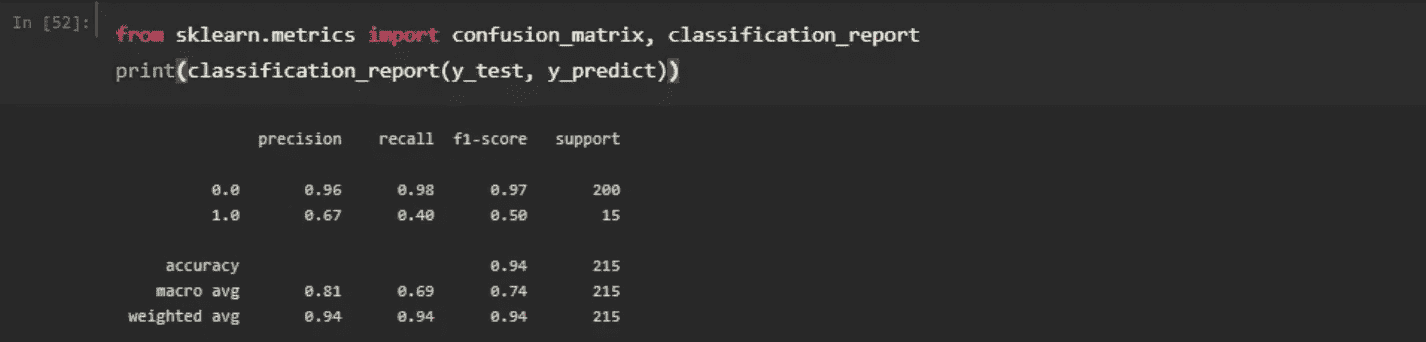 In [52]:
from sklearn.metrics import confusion_matrix, classification_report
print(classification_report(y_test, y_predict))
precision recall f1-score support
0.0 0.96 0.98 0.97 200
1.0 0.67 0.40 0.50 15
accuracy 0.94 215
macro avg 0.81 0.69 0.74 215
weighted avg 0.94 0.94 0.94 215